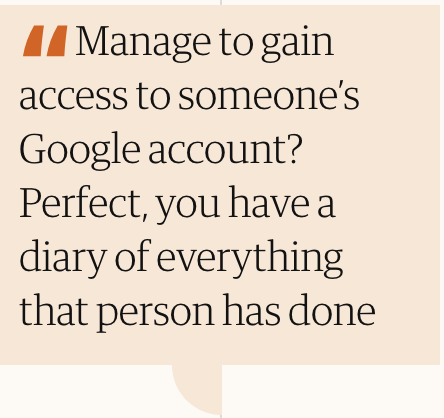 “Manage to gain
access to someone’s
Google account?
Perfect, you have a
diary of everything
that person has done